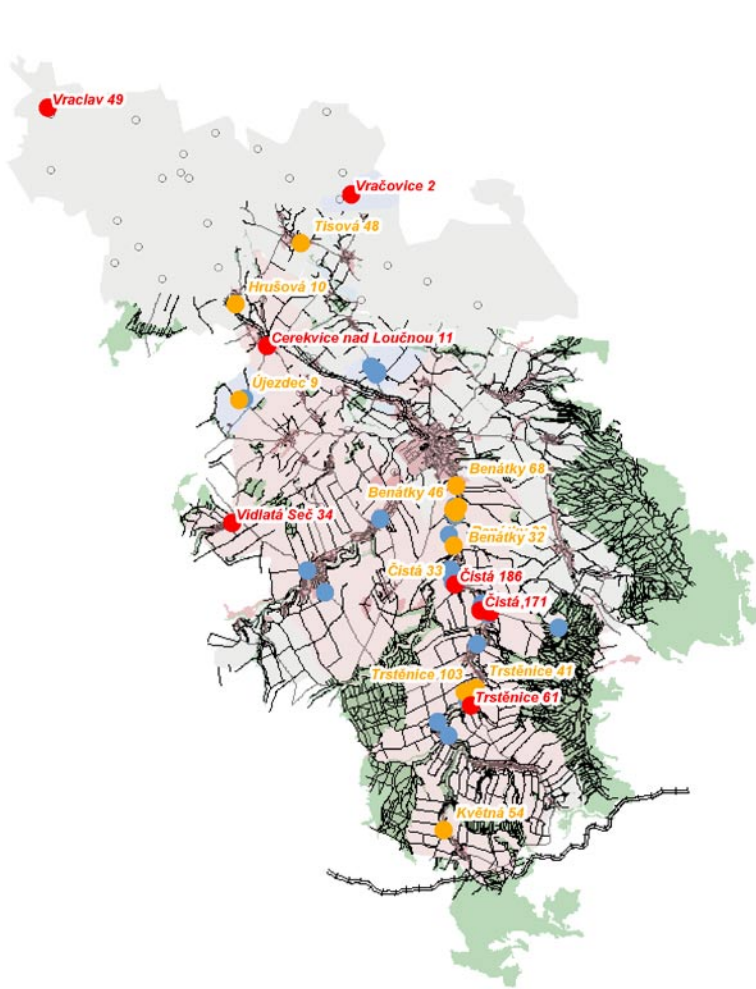 Vraclav 49
Vračovice 2
Tisová 48
Hrušová 10
Cerekvice nad Loučnou 11
Újezdec 9
Benátky 68
Benátky 46
Vidlatá Seč 34
Benátky 32
Čistá 33
Čistá 186
Čistá 171
Trstěnice 103
Trstěnice 41
Trstěnice 61
Květná 54